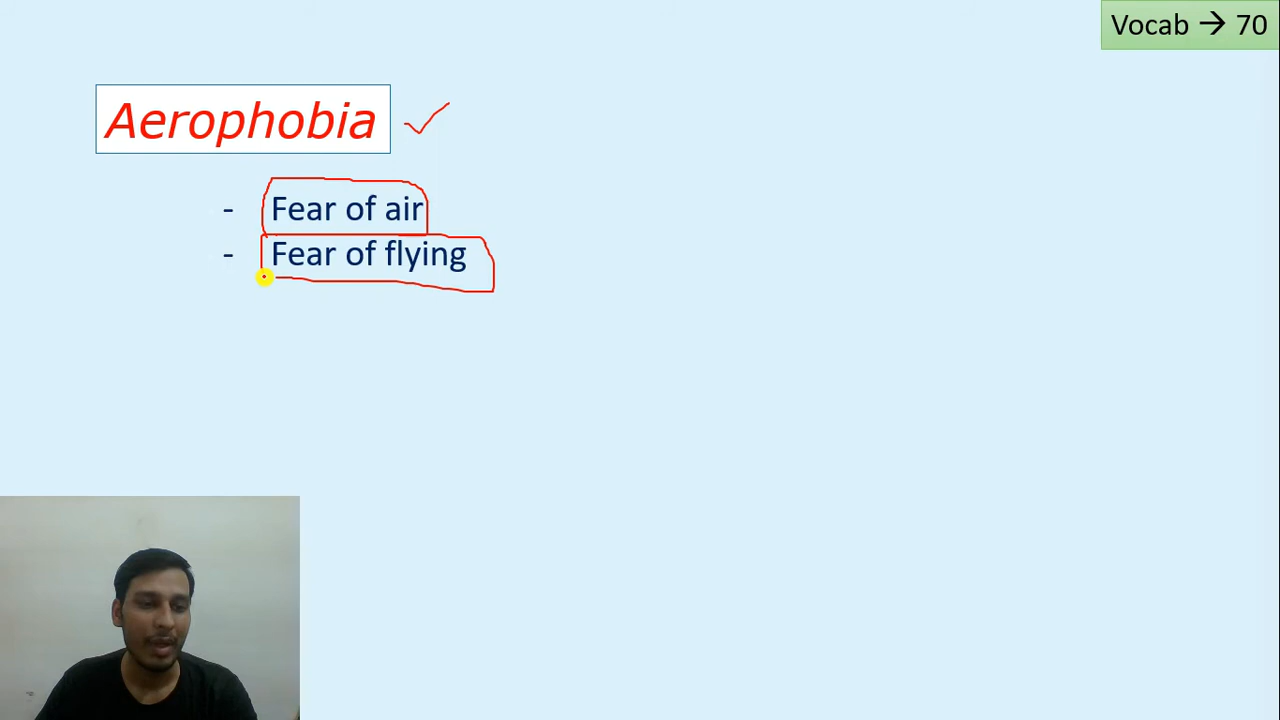 Vocab → 70
Aerophobia
- Fear of air
- Fear of flying